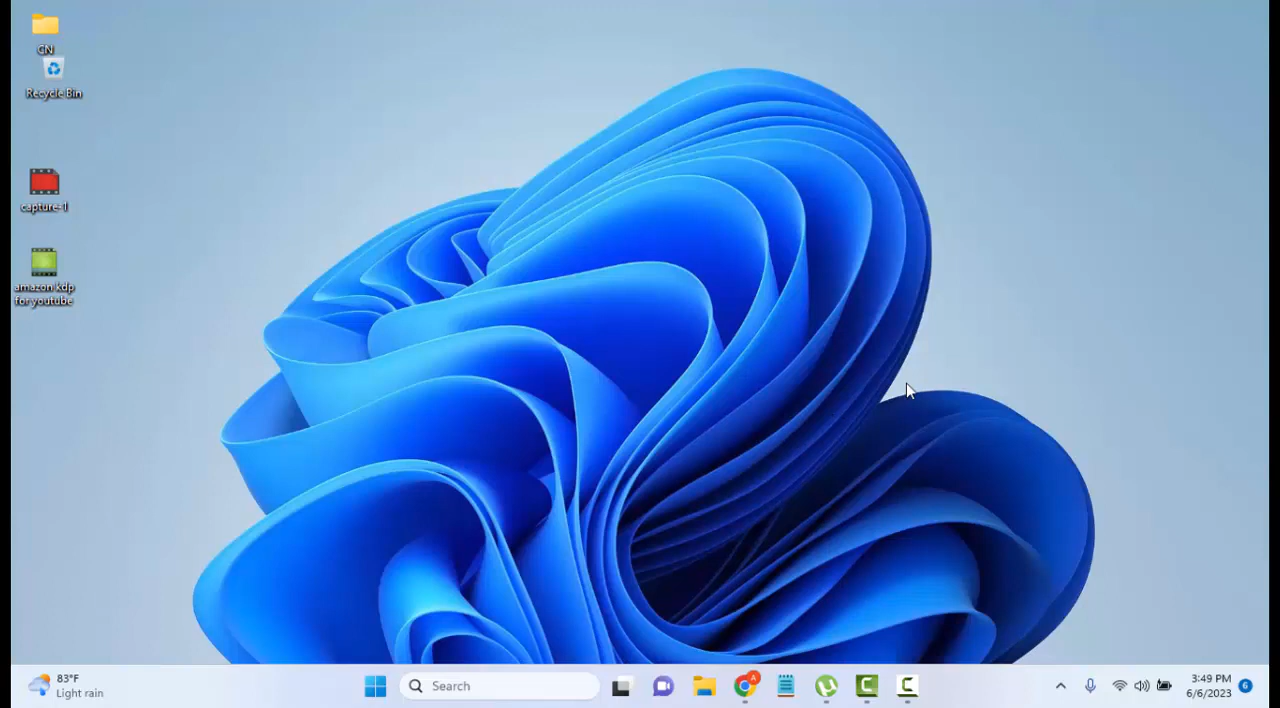 CN
Recycle Bin
capture-1
amazon kdp
for youtube
83°F
Light rain
Search
A
C
C
3:49 PM
6/6/2023
6